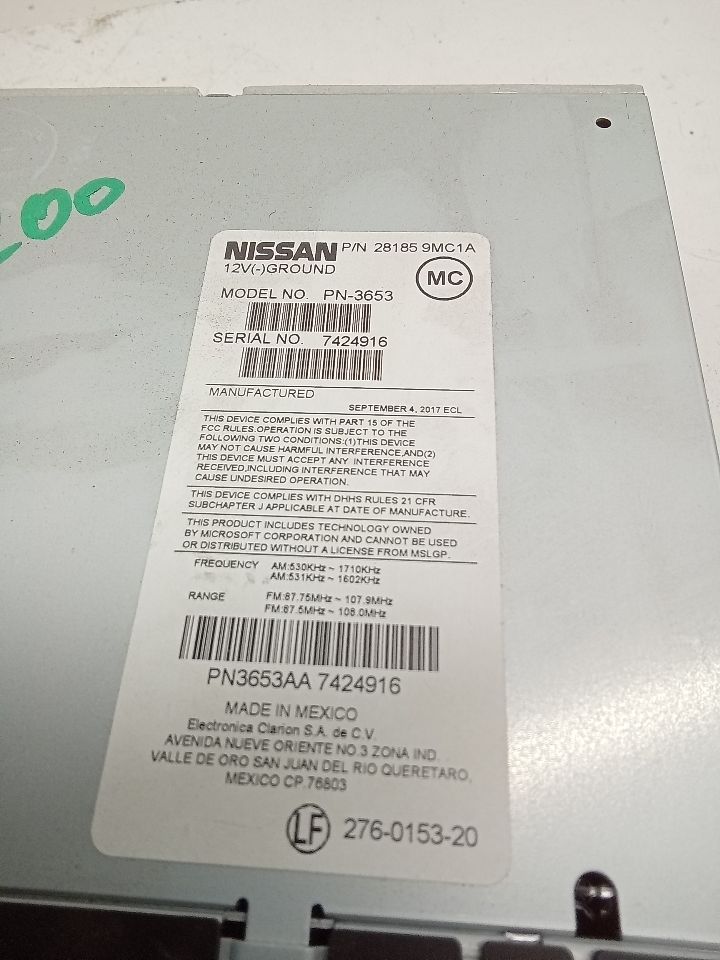 00
NISSAN P/N 28185 9MC1A
12V(-)GROUND
MC
MODEL NO. PN-3653
SERIAL NO. 7424916
MANUFACTURED
SEPTEMBER 4, 2017 ECL
THIS DEVICE COMPLIES WITH PART 15 OF THE
FCC RULES.OPERATION IS SUBJECT TO THE
FOLLOWING TWO CONDITIONS:(1)THIS DEVICE
MAY NOT CAUSE HARMFUL INTERFERENCE,AND(2)
THIS DEVICE MUST ACCEPT ANY INTERFERENCE
RECEIVED,INCLUDING INTERFERENCE THAT MAY
CAUSE UNDESIRED OPERATION.
THIS DEVICE COMPLIES WITH DHHS RULES 21 CFR
SUBCHAPTER J APPLICABLE AT DATE OF MANUFACTURE.
THIS PRODUCT INCLUDES TECHNOLOGY OWNED
BY MICROSOFT CORPORATION AND CANNOT BE USED
OR DISTRIBUTED WITHOUT A LICENSE FROM MSLGP.
FREQUENCY AM:530KHz ~ 1710KHz
AM:531KHz ~ 1602KHz
RANGE FM:87.75MHz ~ 107.9MHz
FM:87.5MHz ~ 108.0MHz
PN3653AA 7424916
MADE IN MEXICO
Electronica Clarion S.A. de C.V.
AVENIDA NUEVE ORIENTE NO.3 ZONA IND.
VALLE DE ORO SAN JUAN DEL RIO QUERETARO,
MEXICO CP.76803
LF 276-0153-20